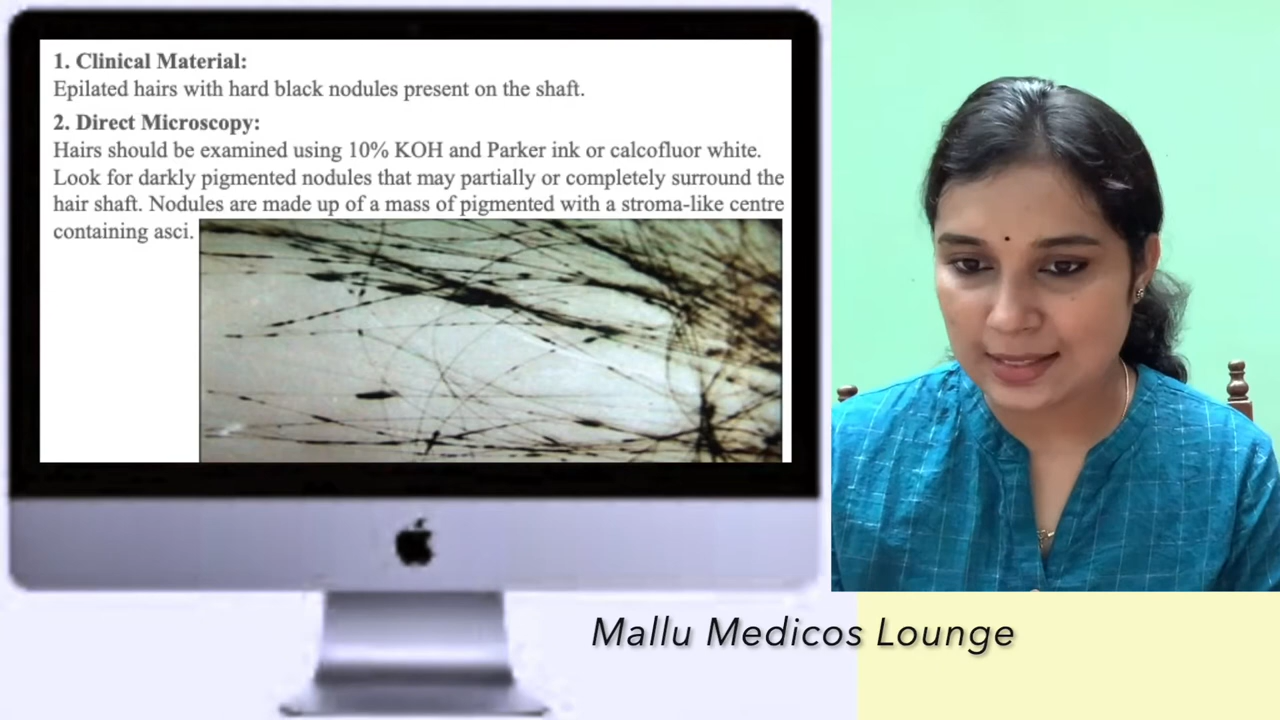 1. Clinical Material:
Epilated hairs with hard black nodules present on the shaft.
2. Direct Microscopy:
Hairs should be examined using 10% KOH and Parker ink or calcofluor white.
Look for darkly pigmented nodules that may partially or completely surround the
hair shaft. Nodules are made up of a mass of pigmented with a stroma-like centre
containing asci.
Mallu Medicos Lounge